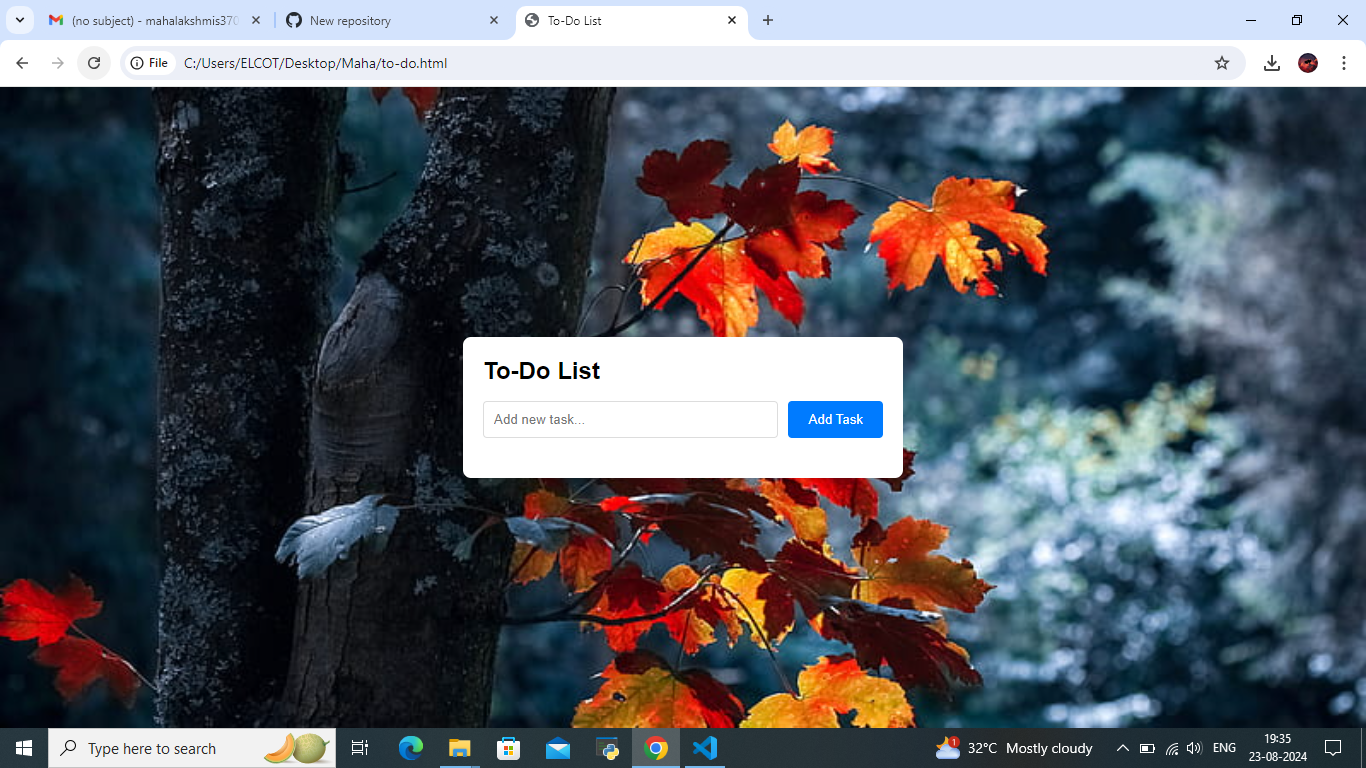 (no subject) - mahalakshmis370
New repository
To-Do List
File
C:/Users/ELCOT/Desktop/Maha/to-do.html
To-Do List
Add new task...
Add Task
Type here to search
1
32°C Mostly cloudy
ENG
19:35
23-08-2024